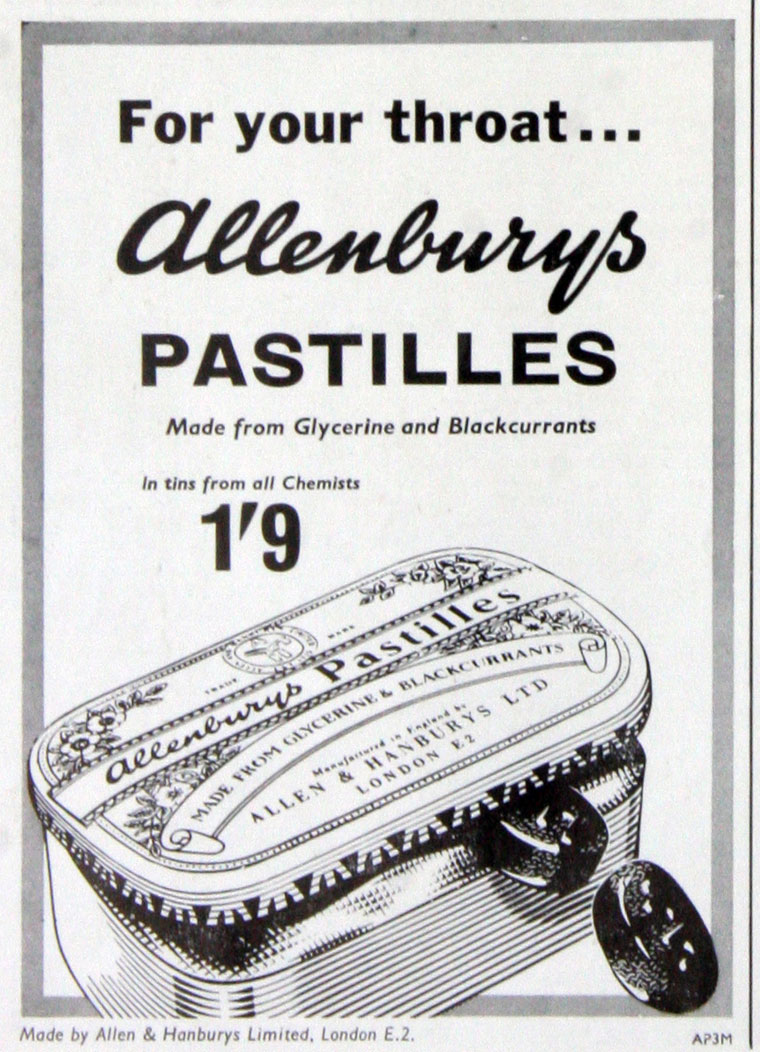 For your throat...
Allenburys
PASTILLES
Made from Glycerine and Blackcurrants
In tins from all Chemists
1'9
TRADE MARK
Allenburys Pastilles
MADE FROM GLYCERINE & BLACKCURRANTS
Manufactured in England by
ALLEN & HANBURYS LTD
LONDON E2
Made by Allen & Hanburys Limited, London E.2.
AP3M